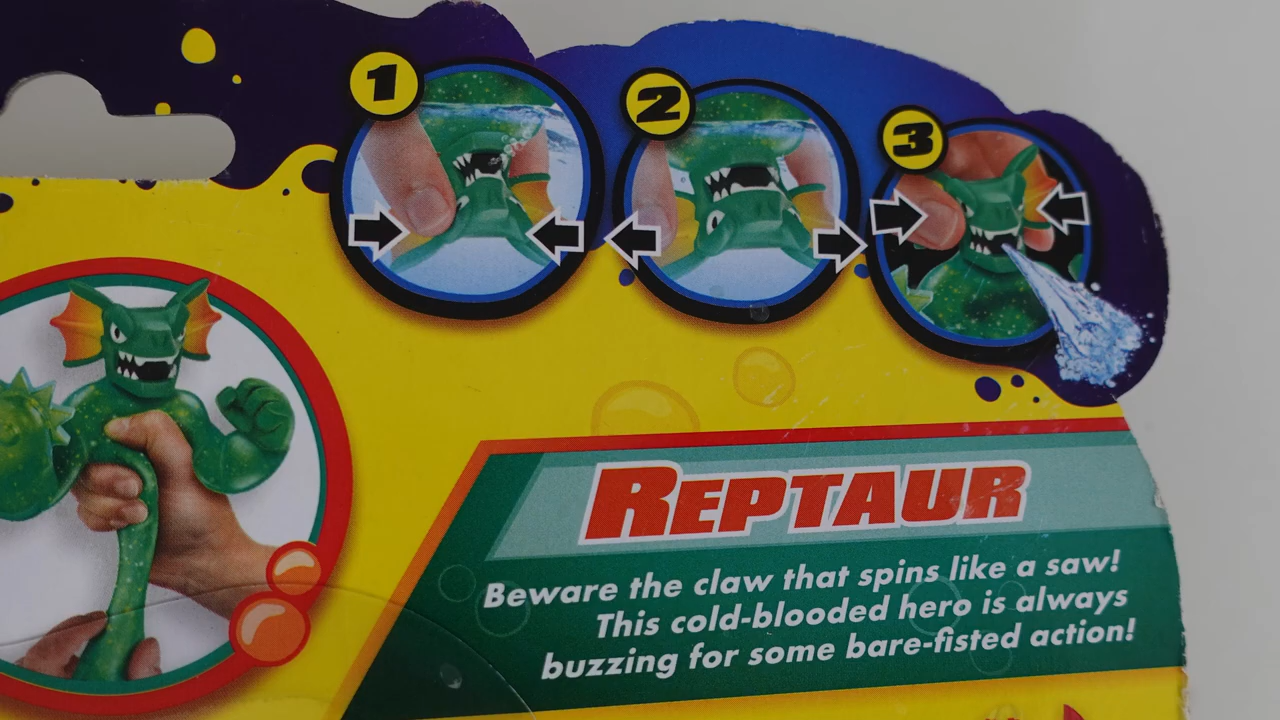 1
2
3
REPTAUR
Beware the claw that spins like a saw!
This cold-blooded hero is always
buzzing for some bare-fisted action!